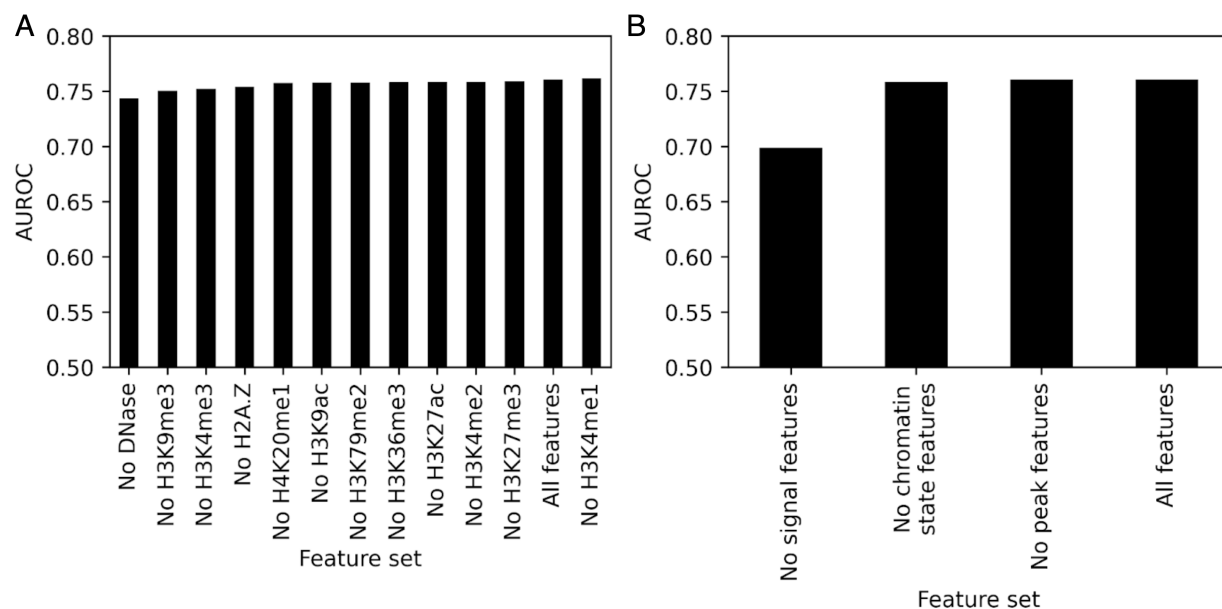 A
0.80
0.75
0.70
0.65
0.60
0.55
0.50
AUROC
No DNase
No H3K9me3
No H3K4me3
No H2A.Z
No H4K20me1
No H3K9ac
No H3K79me2
No H3K36me3
No H3K27ac
No H3K4me2
No H3K27me3
All features
No H3K4me1
Feature set
B
0.80
0.75
0.70
0.65
0.60
0.55
0.50
AUROC
No signal features
No chromatin
state features
No peak features
All features
Feature set